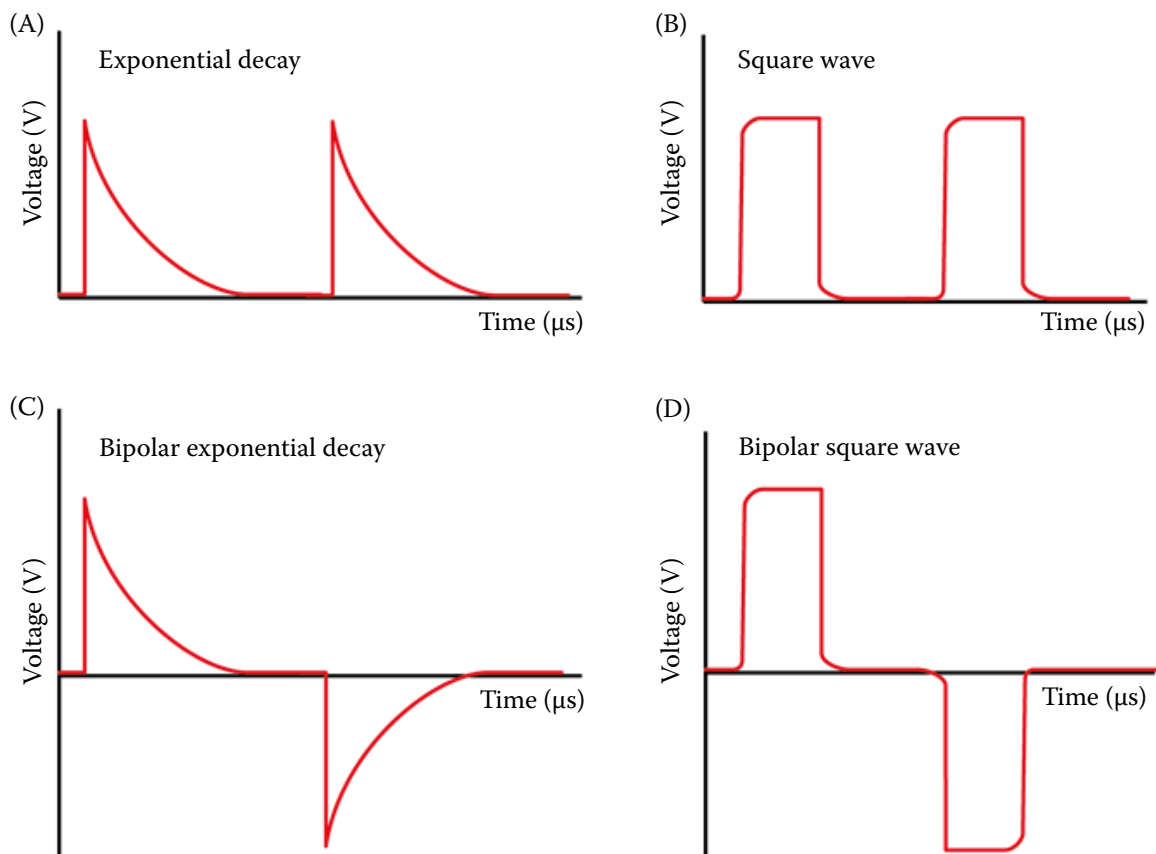 (A)
Exponential decay
Voltage (V)
Time (µs)
(B)
Square wave
Voltage (V)
Time (µs)
(C)
Bipolar exponential decay
Voltage (V)
Time (µs)
(D)
Bipolar square wave
Voltage (V)
Time (µs)